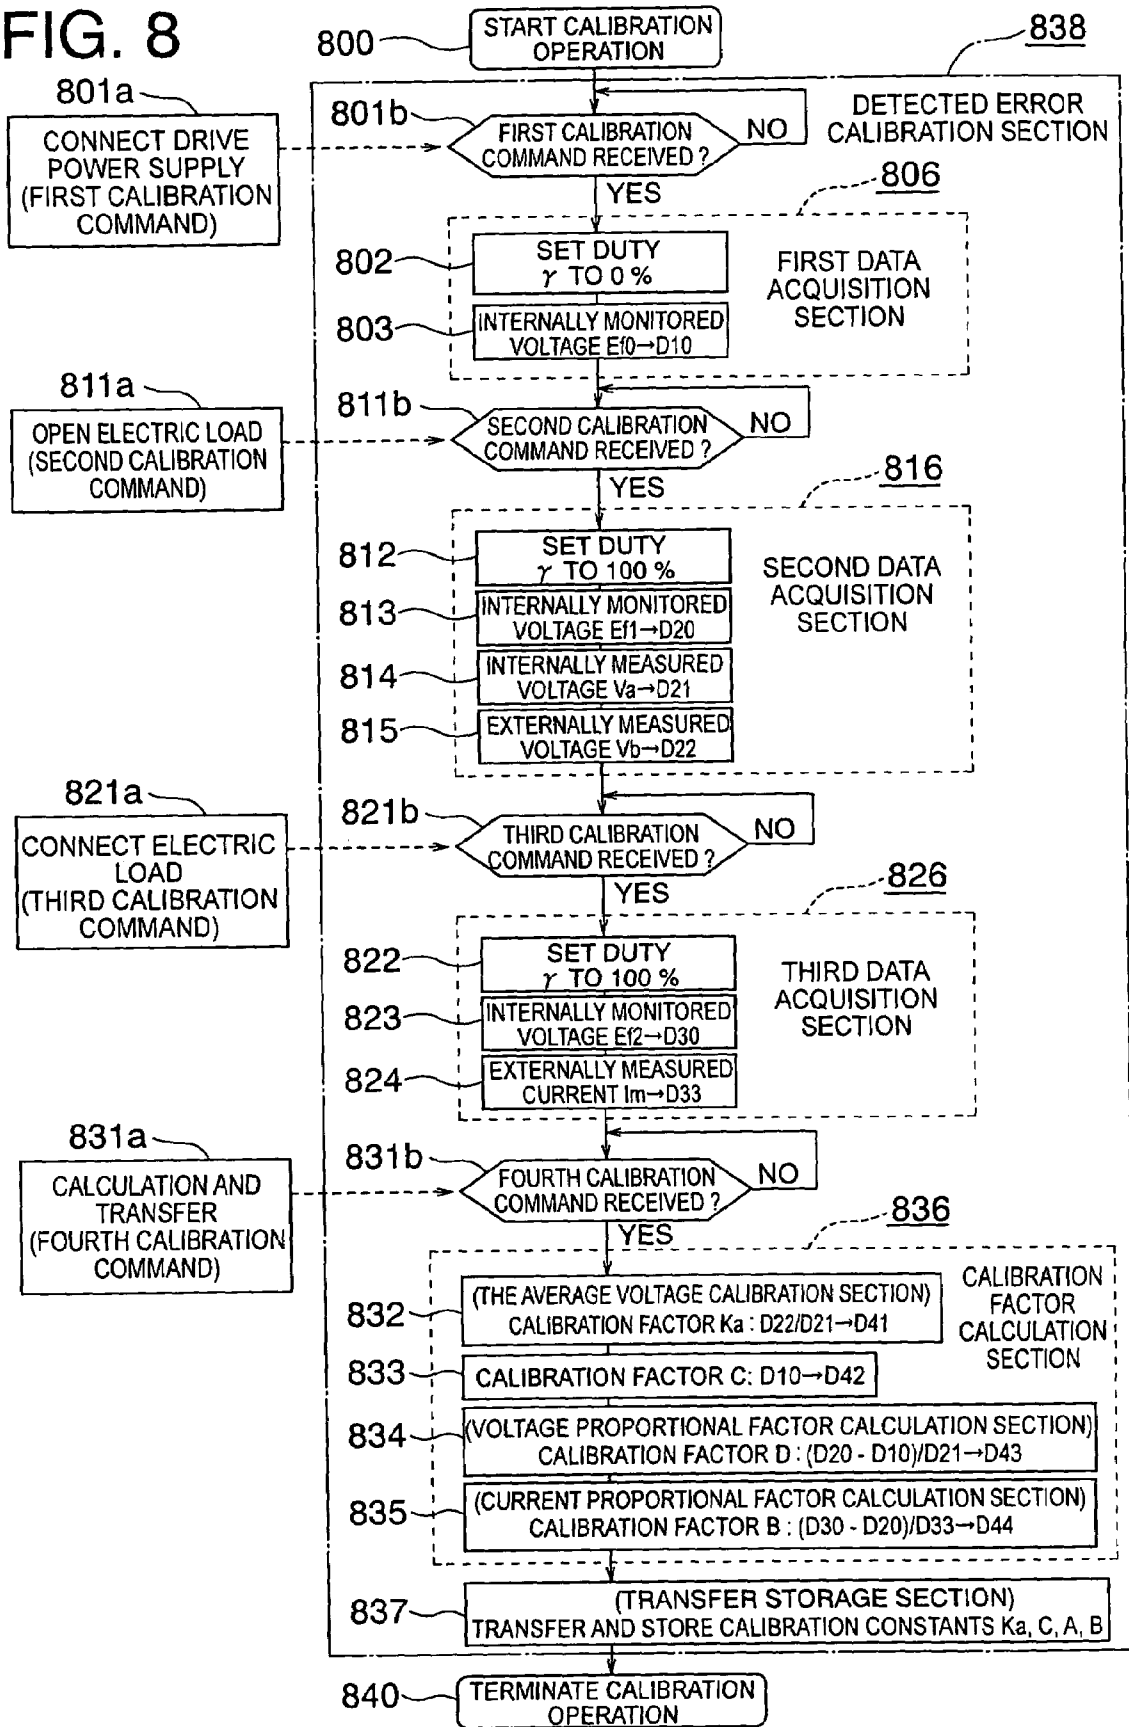 FIG. 8
800
START CALIBRATION
OPERATION
838
DETECTED ERROR
CALIBRATION SECTION
801a
CONNECT DRIVE
POWER SUPPLY
(FIRST CALIBRATION
COMMAND)
801b
FIRST CALIBRATION
COMMAND RECEIVED ?
NO
YES
806
FIRST DATA
ACQUISITION
SECTION
802
SET DUTY
γ TO 0 %
803
INTERNALLY MONITORED
VOLTAGE Ef0→D10
811a
OPEN ELECTRIC LOAD
(SECOND CALIBRATION
COMMAND)
811b
SECOND CALIBRATION
COMMAND RECEIVED ?
NO
YES
816
SECOND DATA
ACQUISITION
SECTION
812
SET DUTY
γ TO 100 %
813
INTERNALLY MONITORED
VOLTAGE Ef1→D20
814
INTERNALLY MEASURED
VOLTAGE Va→D21
815
EXTERNALLY MEASURED
VOLTAGE Vb→D22
821a
CONNECT ELECTRIC
LOAD
(THIRD CALIBRATION
COMMAND)
821b
THIRD CALIBRATION
COMMAND RECEIVED ?
NO
YES
826
THIRD DATA
ACQUISITION
SECTION
822
SET DUTY
γ TO 100 %
823
INTERNALLY MONITORED
VOLTAGE Ef2→D30
824
EXTERNALLY MEASURED
CURRENT Im→D33
831a
CALCULATION AND
TRANSFER
(FOURTH CALIBRATION
COMMAND)
831b
FOURTH CALIBRATION
COMMAND RECEIVED ?
NO
YES
836
CALIBRATION
FACTOR
CALCULATION
SECTION
832
(THE AVERAGE VOLTAGE CALIBRATION SECTION)
CALIBRATION FACTOR Ka : D22/D21→D41
833
CALIBRATION FACTOR C: D10→D42
834
(VOLTAGE PROPORTIONAL FACTOR CALCULATION SECTION)
CALIBRATION FACTOR D : (D20 - D10)/D21→D43
835
(CURRENT PROPORTIONAL FACTOR CALCULATION SECTION)
CALIBRATION FACTOR B : (D30 - D20)/D33→D44
837
(TRANSFER STORAGE SECTION)
TRANSFER AND STORE CALIBRATION CONSTANTS Ka, C, A, B
840
TERMINATE CALIBRATION
OPERATION